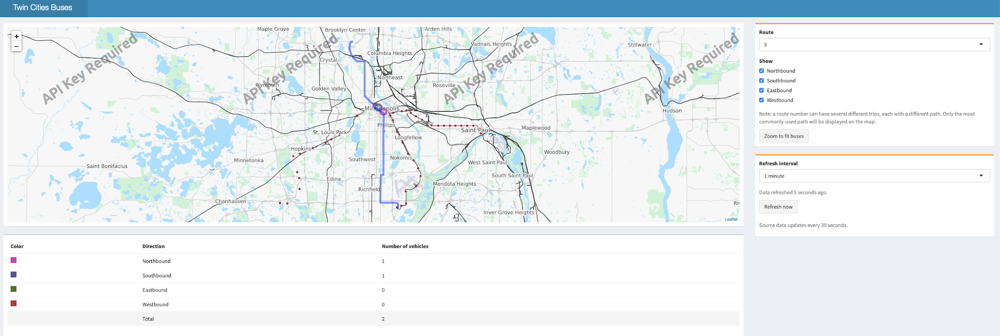 Twin Cities Buses
+
−
Maple Grove
Brooklyn Center
Arden Hills
API Key Required
API Key Required
API Key Required
API Key Required
Vadnais Heights
Stillwater
Columbia Heights
Crystal
Northeast
Plymouth
Roseville
Golden Valley
Minneapolis
Hudson
Phillips
St. Louis Park
Saint Paul
Maplewood
Longfellow
Hopkins
Woodbury
Minnetonka
Southwest
Nokomis
West Saint Paul
Saint Bonifacius
Edina
South Saint Paul
Mendota Heights
Richfield
Chanhassen
Inver Grove Heights
Riv
Leaflet
Color Direction Number of vehicles
Northbound 1
Southbound 1
Eastbound 0
Westbound 0
Total 2
Route
5
Show
Northbound
Southbound
Eastbound
Westbound
Note: a route number can have several different trips, each with a different path. Only the most
commonly-used path will be displayed on the map.
Zoom to fit buses
Refresh interval
1 minute
Data refreshed 5 seconds ago.
Refresh now
Source data updates every 30 seconds.